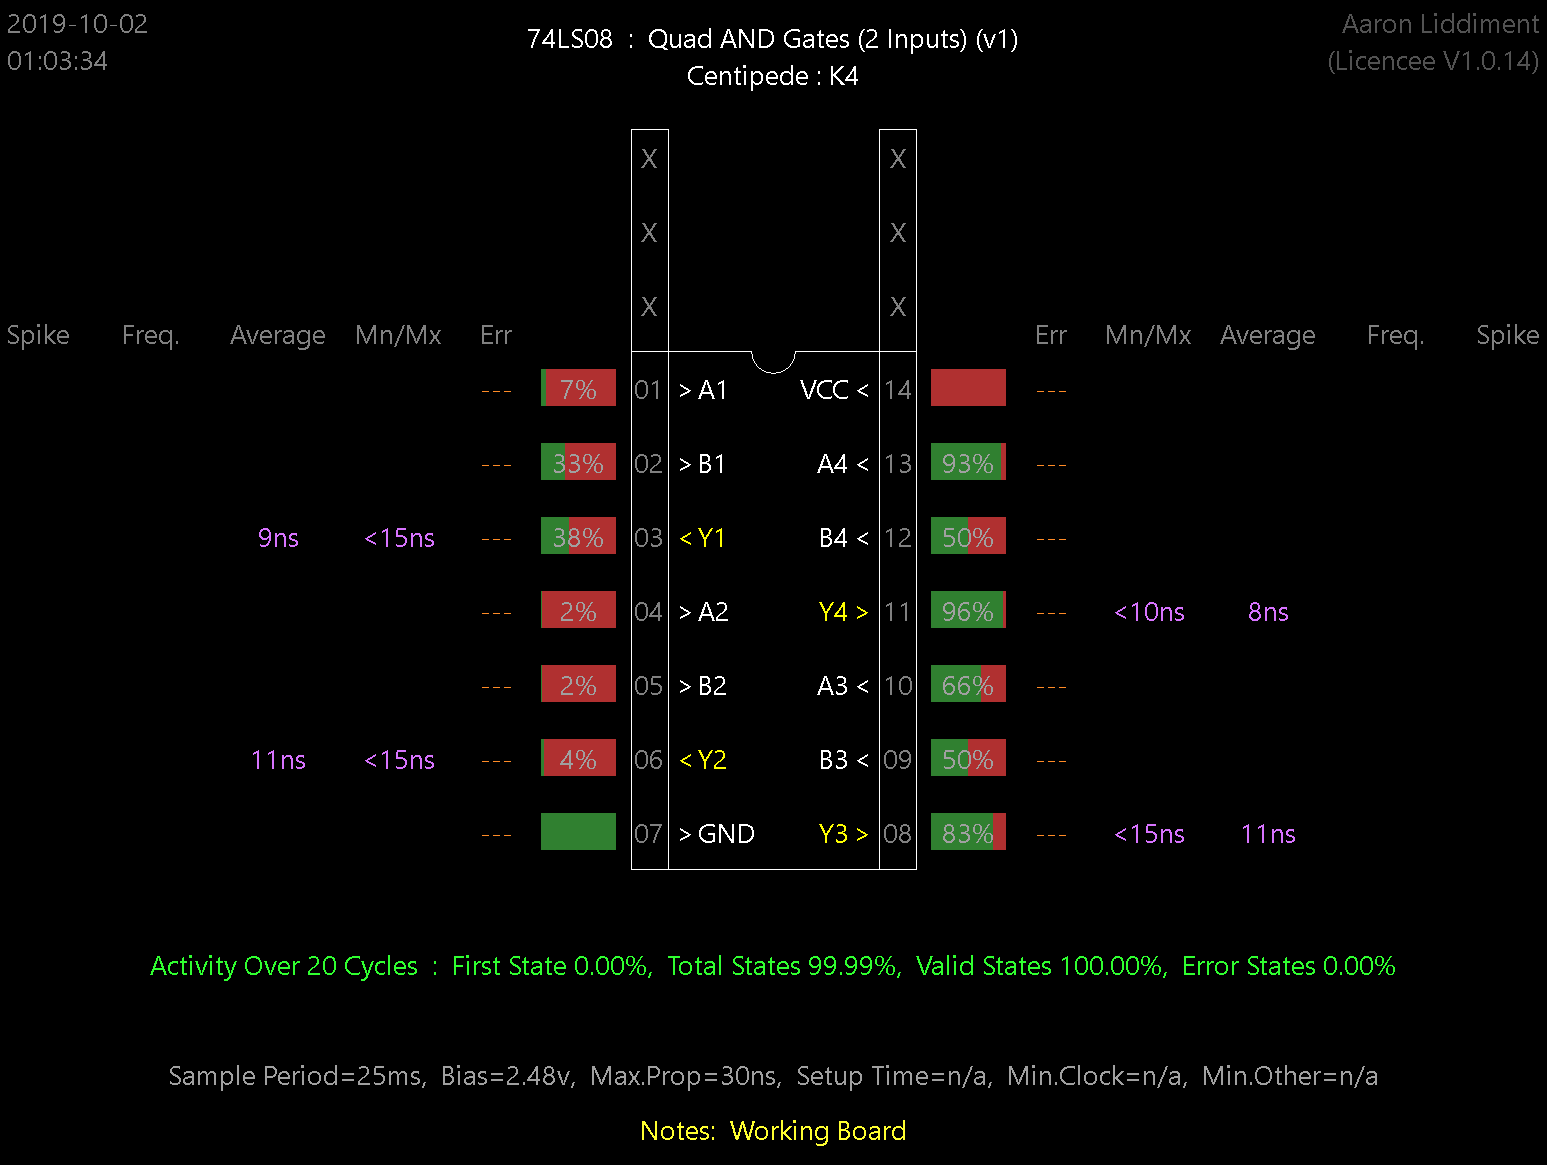 2019-10-02
01:03:34
74LS08 : Quad AND Gates (2 Inputs) (v1)
Centipede : K4
Aaron Liddiment
(Licencee V1.0.14)
X X
X X
X X
Spike Freq. Average Mn/Mx Err Err Mn/Mx Average Freq. Spike
--- 7% 01 > A1 VCC < 14 ---
--- 33% 02 > B1 A4 < 13 93% ---
9ns <15ns --- 38% 03 < Y1 B4 < 12 50% ---
--- 2% 04 > A2 Y4 > 11 96% --- <10ns 8ns
--- 2% 05 > B2 A3 < 10 66% ---
11ns <15ns --- 4% 06 < Y2 B3 < 09 50% ---
--- 07 > GND Y3 > 08 83% --- <15ns 11ns
Activity Over 20 Cycles : First State 0.00%, Total States 99.99%, Valid States 100.00%, Error States 0.00%
Sample Period=25ms, Bias=2.48v, Max.Prop=30ns, Setup Time=n/a, Min.Clock=n/a, Min.Other=n/a
Notes: Working Board